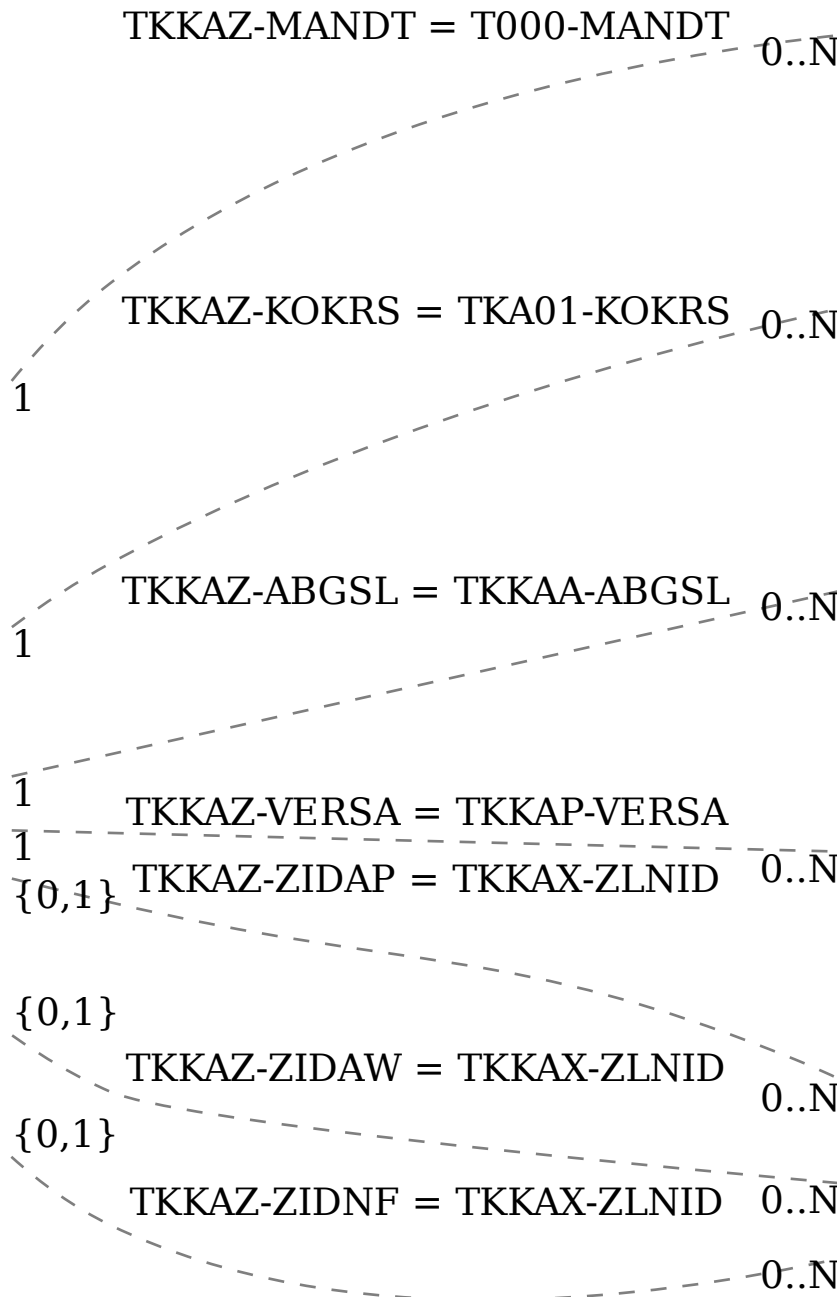 TKKAZ-MANDT = T000-MANDT
0..N
TKKAZ-KOKRS = TKA01-KOKRS
0..N
1
TKKAZ-ABGSL = TKKAA-ABGSL
0..N
1
1
TKKAZ-VERSA = TKKAP-VERSA
1
0..N
TKKAZ-ZIDAP = TKKAX-ZLNID
{0,1}
{0,1}
TKKAZ-ZIDAW = TKKAX-ZLNID
0..N
{0,1}
TKKAZ-ZIDNF = TKKAX-ZLNID
0..N
0..N